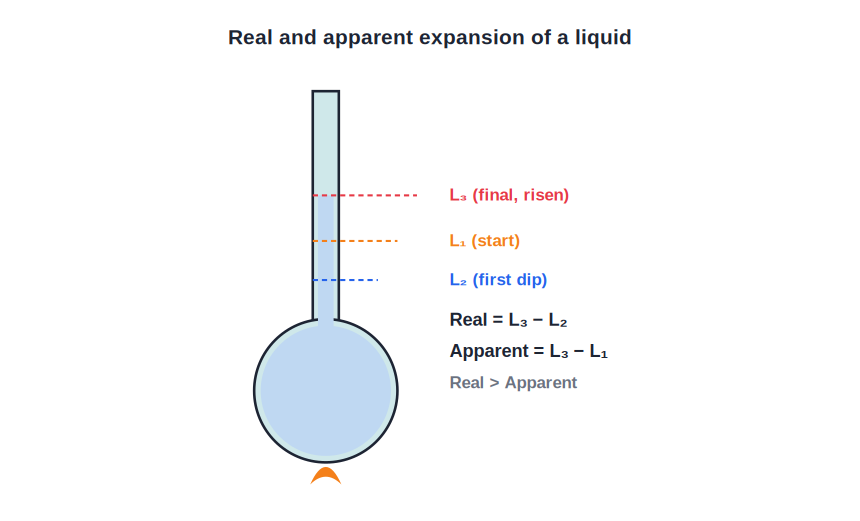 Real and apparent expansion of a liquid
L₃ (final, risen)
L₁ (start)
L₂ (first dip)
Real = L₃ − L₂
Apparent = L₃ − L₁
Real > Apparent